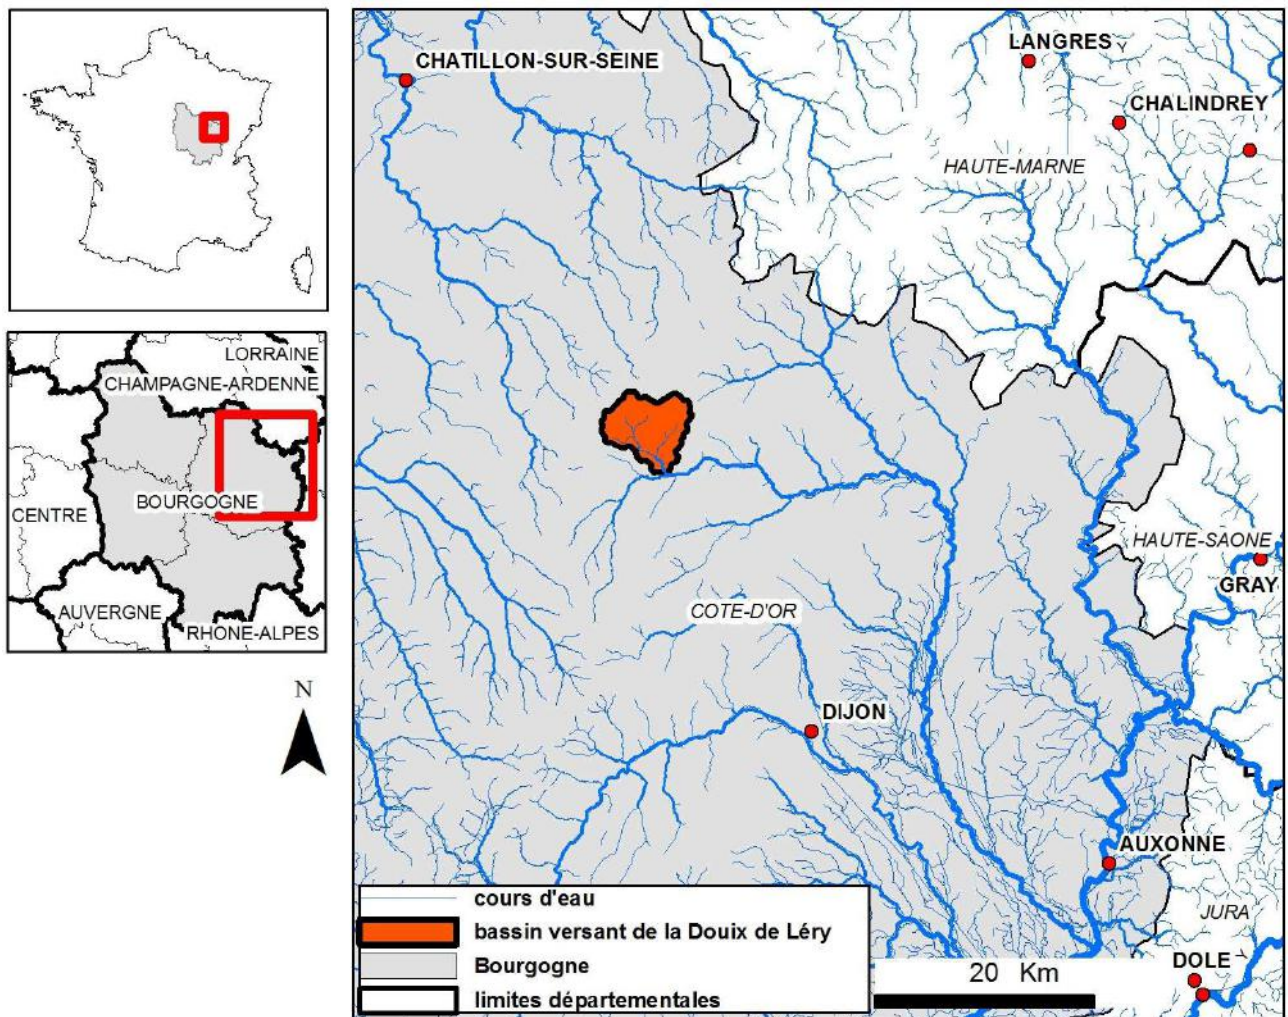 LORRAINE
CHAMPAGNE-ARDENNE
BOURGOGNE
CENTRE
AUVERGNE
RHONE-ALPES
N
CHATILLON-SUR-SEINE
LANGRES
CHALINDREY
HAUTE-MARNE
HAUTE-SAONE
GRAY
COTE-D'OR
DIJON
AUXONNE
JURA
DOLE
cours d'eau
bassin versant de la Douix de Léry
Bourgogne
limites départementales
20 Km